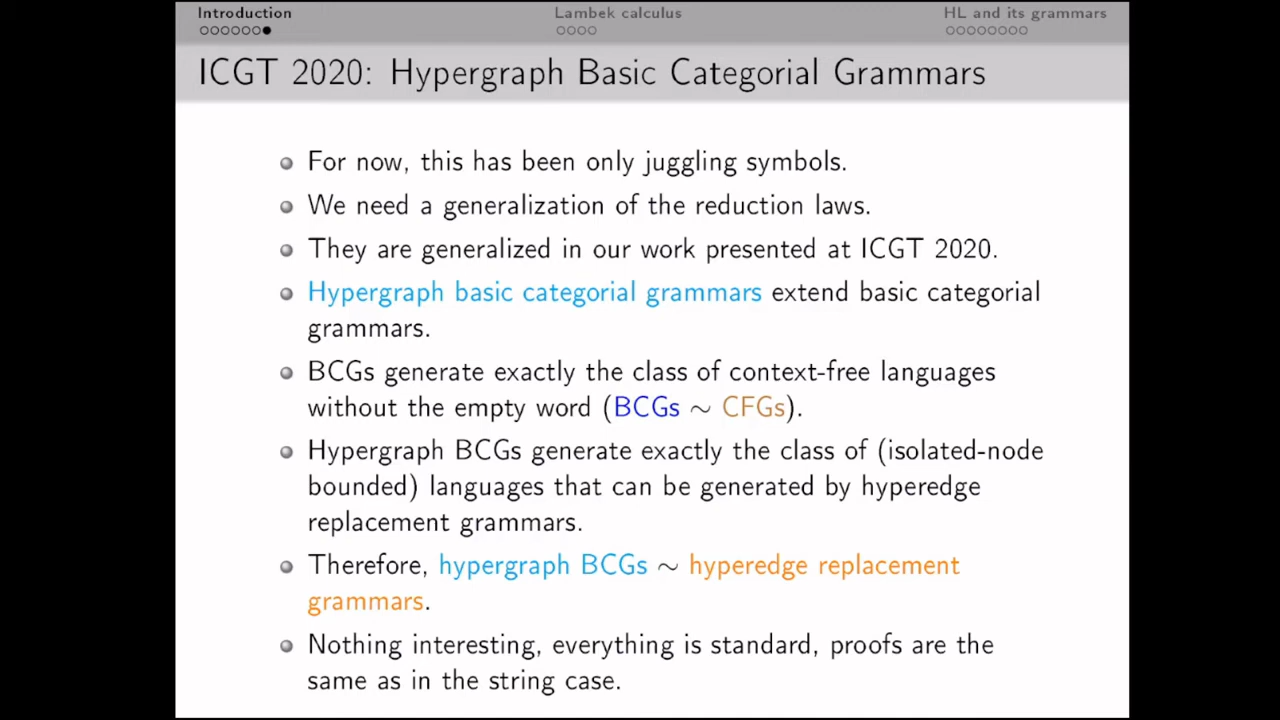 Introduction Lambek calculus HL and its grammars
ICGT 2020: Hypergraph Basic Categorial Grammars
For now, this has been only juggling symbols.
We need a generalization of the reduction laws.
They are generalized in our work presented at ICGT 2020.
Hypergraph basic categorial grammars extend basic categorial
grammars.
BCGs generate exactly the class of context-free languages
without the empty word (BCGs ∼ CFGs).
Hypergraph BCGs generate exactly the class of (isolated-node
bounded) languages that can be generated by hyperedge
replacement grammars.
Therefore, hypergraph BCGs ∼ hyperedge replacement
grammars.
Nothing interesting, everything is standard, proofs are the
same as in the string case.